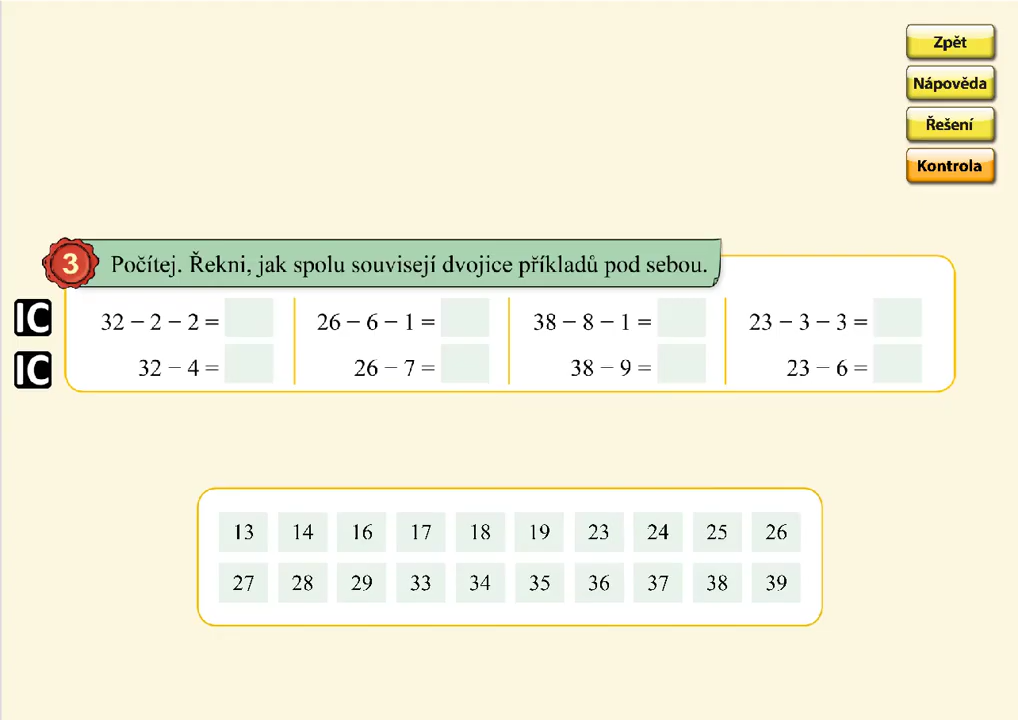 Zpět
Nápověda
Řešení
Kontrola
3 Počítej. Řekni, jak spolu souvisejí dvojice příkladů pod sebou.
IC 32 − 2 − 2 = 26 − 6 − 1 = 38 − 8 − 1 = 23 − 3 − 3 =
IC 32 − 4 = 26 − 7 = 38 − 9 = 23 − 6 =
13 14 16 17 18 19 23 24 25 26
27 28 29 33 34 35 36 37 38 39